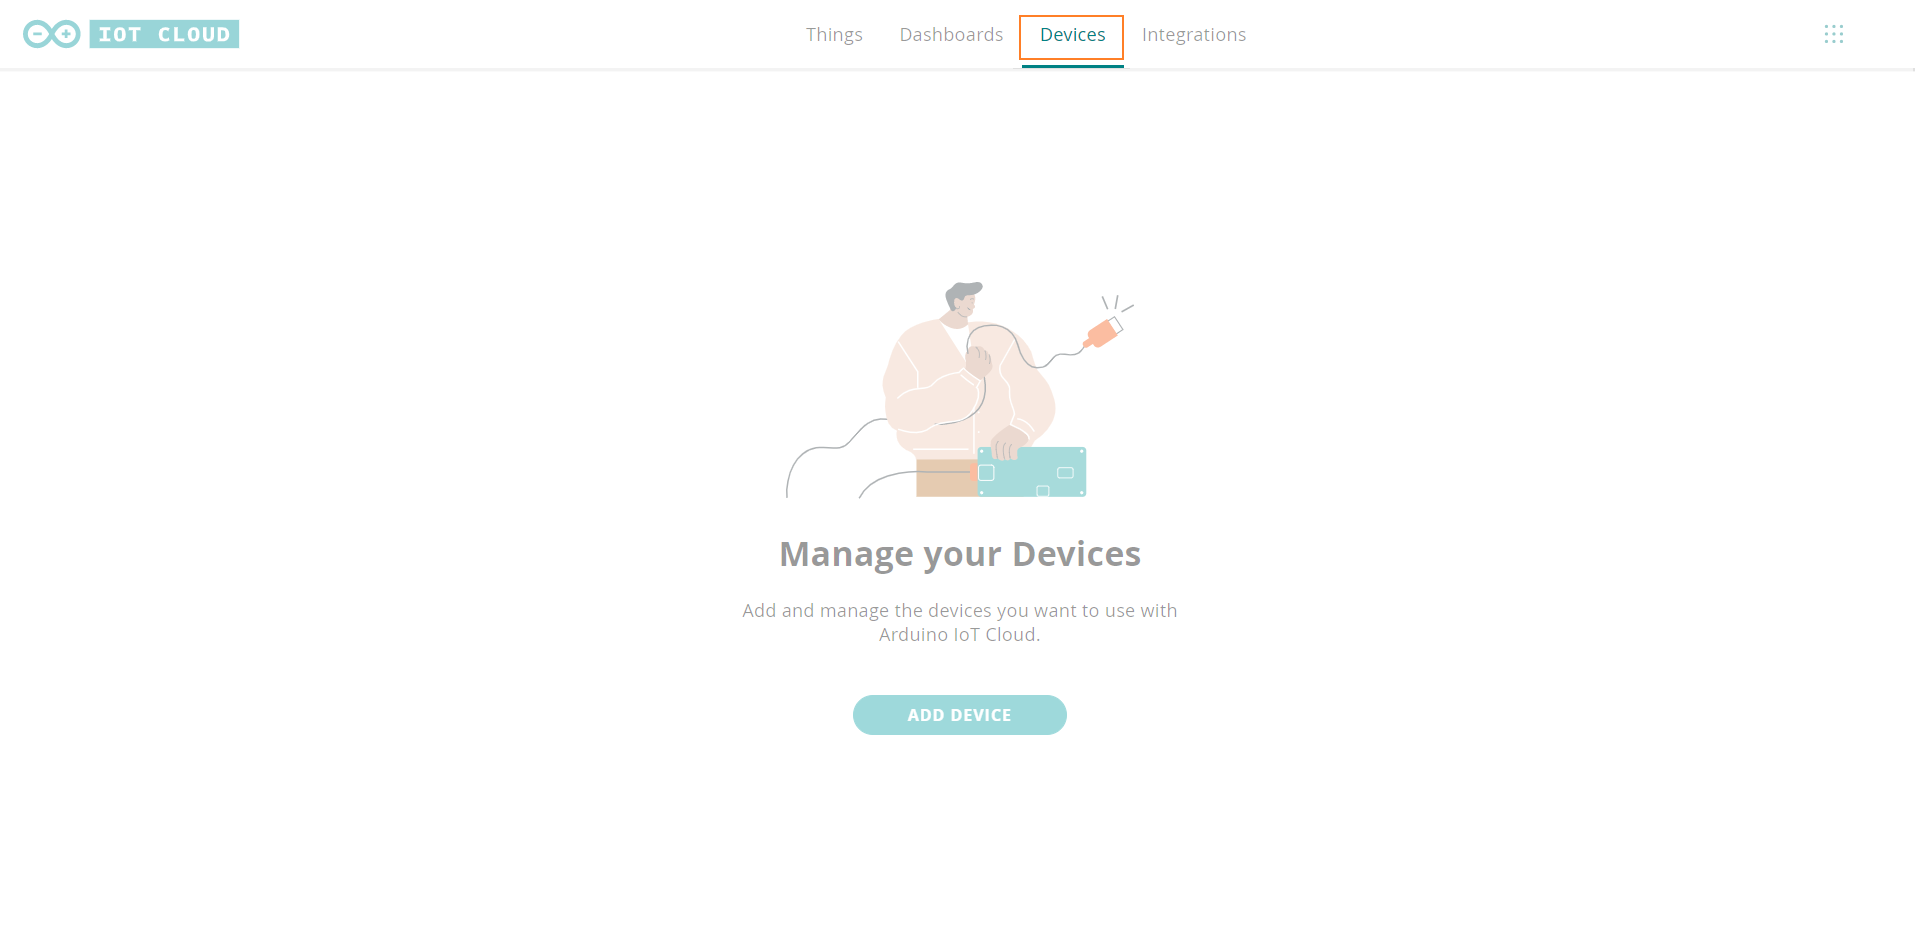 IOT CLOUD
Things Dashboards Devices Integrations
Manage your Devices
Add and manage the devices you want to use with
Arduino IoT Cloud.
ADD DEVICE